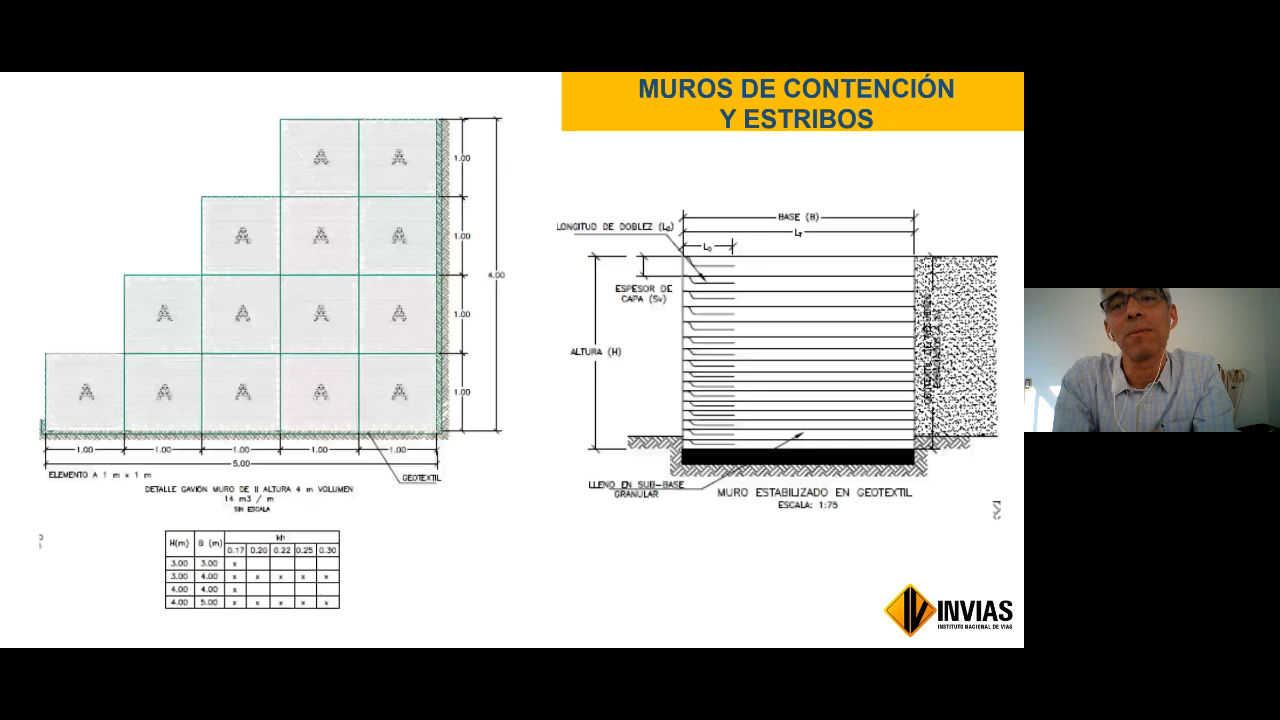 MUROS DE CONTENCIÓN
Y ESTRIBOS
A A
A A A
A A A A
A A A A A
1.00
1.00
1.00
1.00
4.00
1.00 1.00 1.00 1.00 1.00
5.00
ELEMENTO A 1 m x 1 m
GEOTEXTIL
DETALLE GAVIÓN MURO DE II ALTURA 4 m VOLUMEN
14 m3 / m
SIN ESCALA
H(m) B (m) kh
0.17 0.20 0.22 0.25 0.30
3.00 3.00 x
3.00 4.00 x x x x x
4.00 4.00 x
4.00 5.00 x x x x x
BASE (B)
LONGITUD DE DOBLEZ (L₀)
ESPESOR DE
CAPA (Sv)
ALTURA (H)
LLENO EN SUB-BASE
GRANULAR
MURO ESTABILIZADO EN GEOTEXTIL
ESCALA: 1:75
INVIAS
INSTITUTO NACIONAL DE VIAS